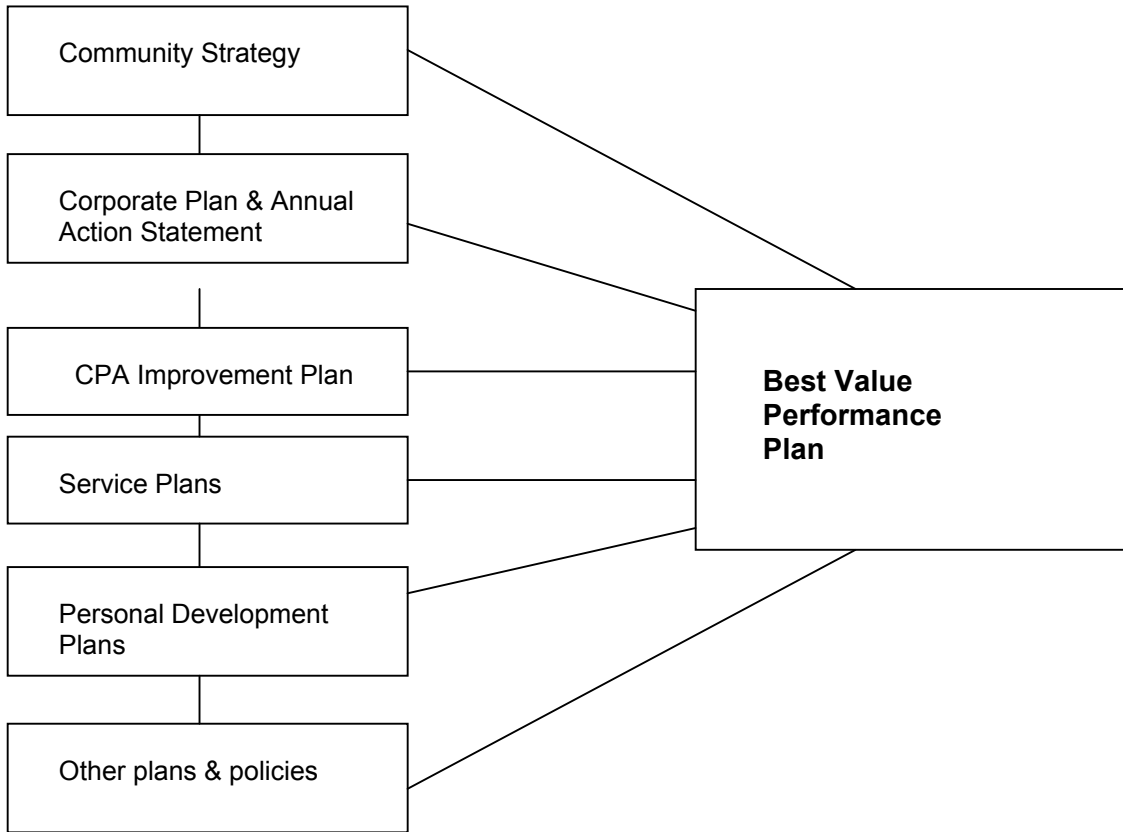 Community Strategy
Corporate Plan & Annual
Action Statement
CPA Improvement Plan
Service Plans
Personal Development
Plans
Other plans & policies
Best Value
Performance
Plan